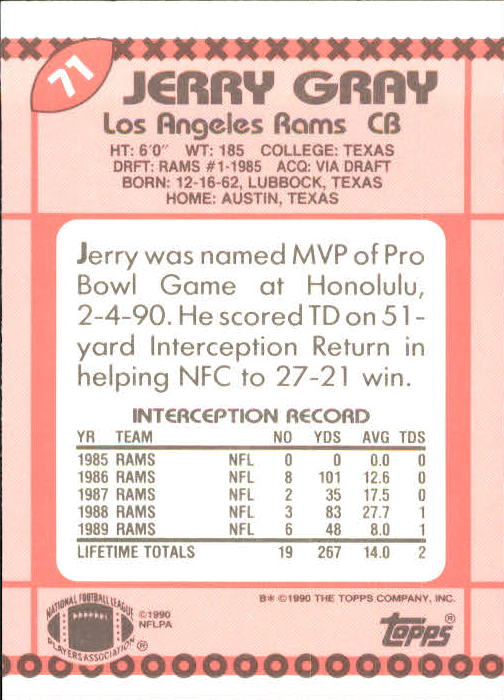 71
JERRY GRAY
Los Angeles Rams CB
HT: 6'0" WT: 185 COLLEGE: TEXAS
DRFT: RAMS #1-1985 ACQ: VIA DRAFT
BORN: 12-16-62, LUBBOCK, TEXAS
HOME: AUSTIN, TEXAS
Jerry was named MVP of Pro
Bowl Game at Honolulu,
2-4-90. He scored TD on 51-
yard Interception Return in
helping NFC to 27-21 win.
INTERCEPTION RECORD
YR TEAM NO YDS AVG TDS
1985 RAMS NFL 0 0 0.0 0
1986 RAMS NFL 8 101 12.6 0
1987 RAMS NFL 2 35 17.5 0
1988 RAMS NFL 3 83 27.7 1
1989 RAMS NFL 6 48 8.0 1
LIFETIME TOTALS 19 267 14.0 2
B* ©1990 THE TOPPS COMPANY, INC.
NATIONAL FOOTBALL LEAGUE
PLAYERS ASSOCIATION ®
©1990
NFLPA
topps®